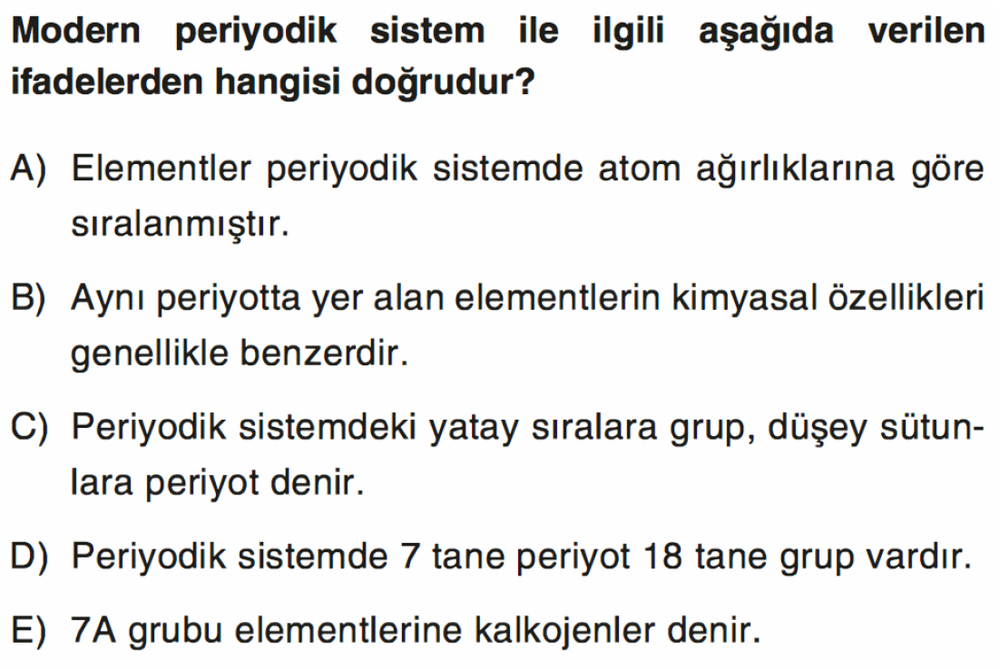 Modern periyodik sistem ile ilgili aşağıda verilen
ifadelerden hangisi doğrudur?
A) Elementler periyodik sistemde atom ağırlıklarına göre
sıralanmıştır.
B) Aynı periyotta yer alan elementlerin kimyasal özellikleri
genellikle benzerdir.
C) Periyodik sistemdeki yatay sıralara grup, düşey sütun-
lara periyot denir.
D) Periyodik sistemde 7 tane periyot 18 tane grup vardır.
E) 7A grubu elementlerine kalkojenler denir.